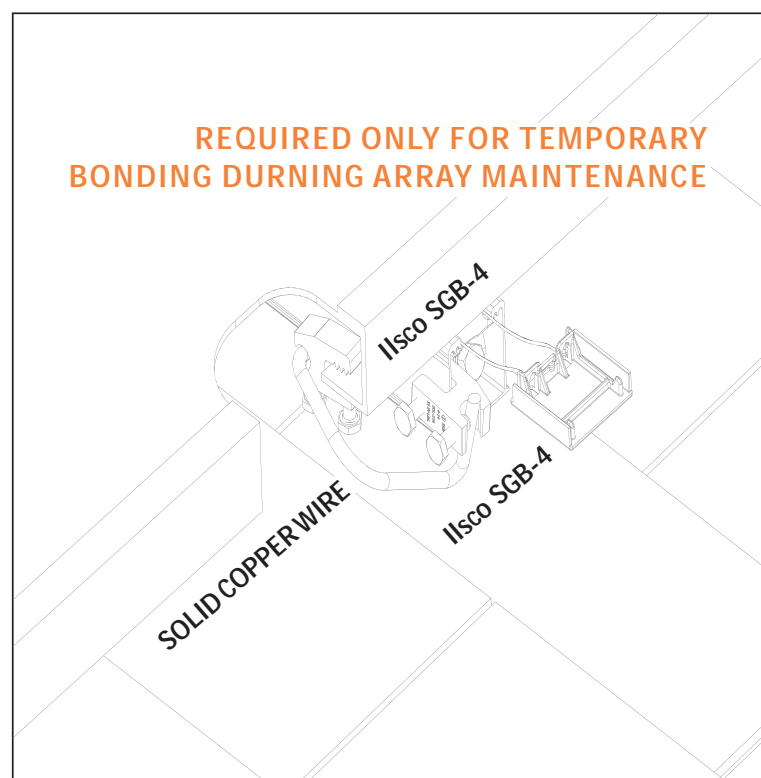 REQUIRED ONLY FOR TEMPORARY
BONDING DURNING ARRAY MAINTENANCE
Ilsco SGB-4
Ilsco SGB-4
SOLID COPPER WIRE